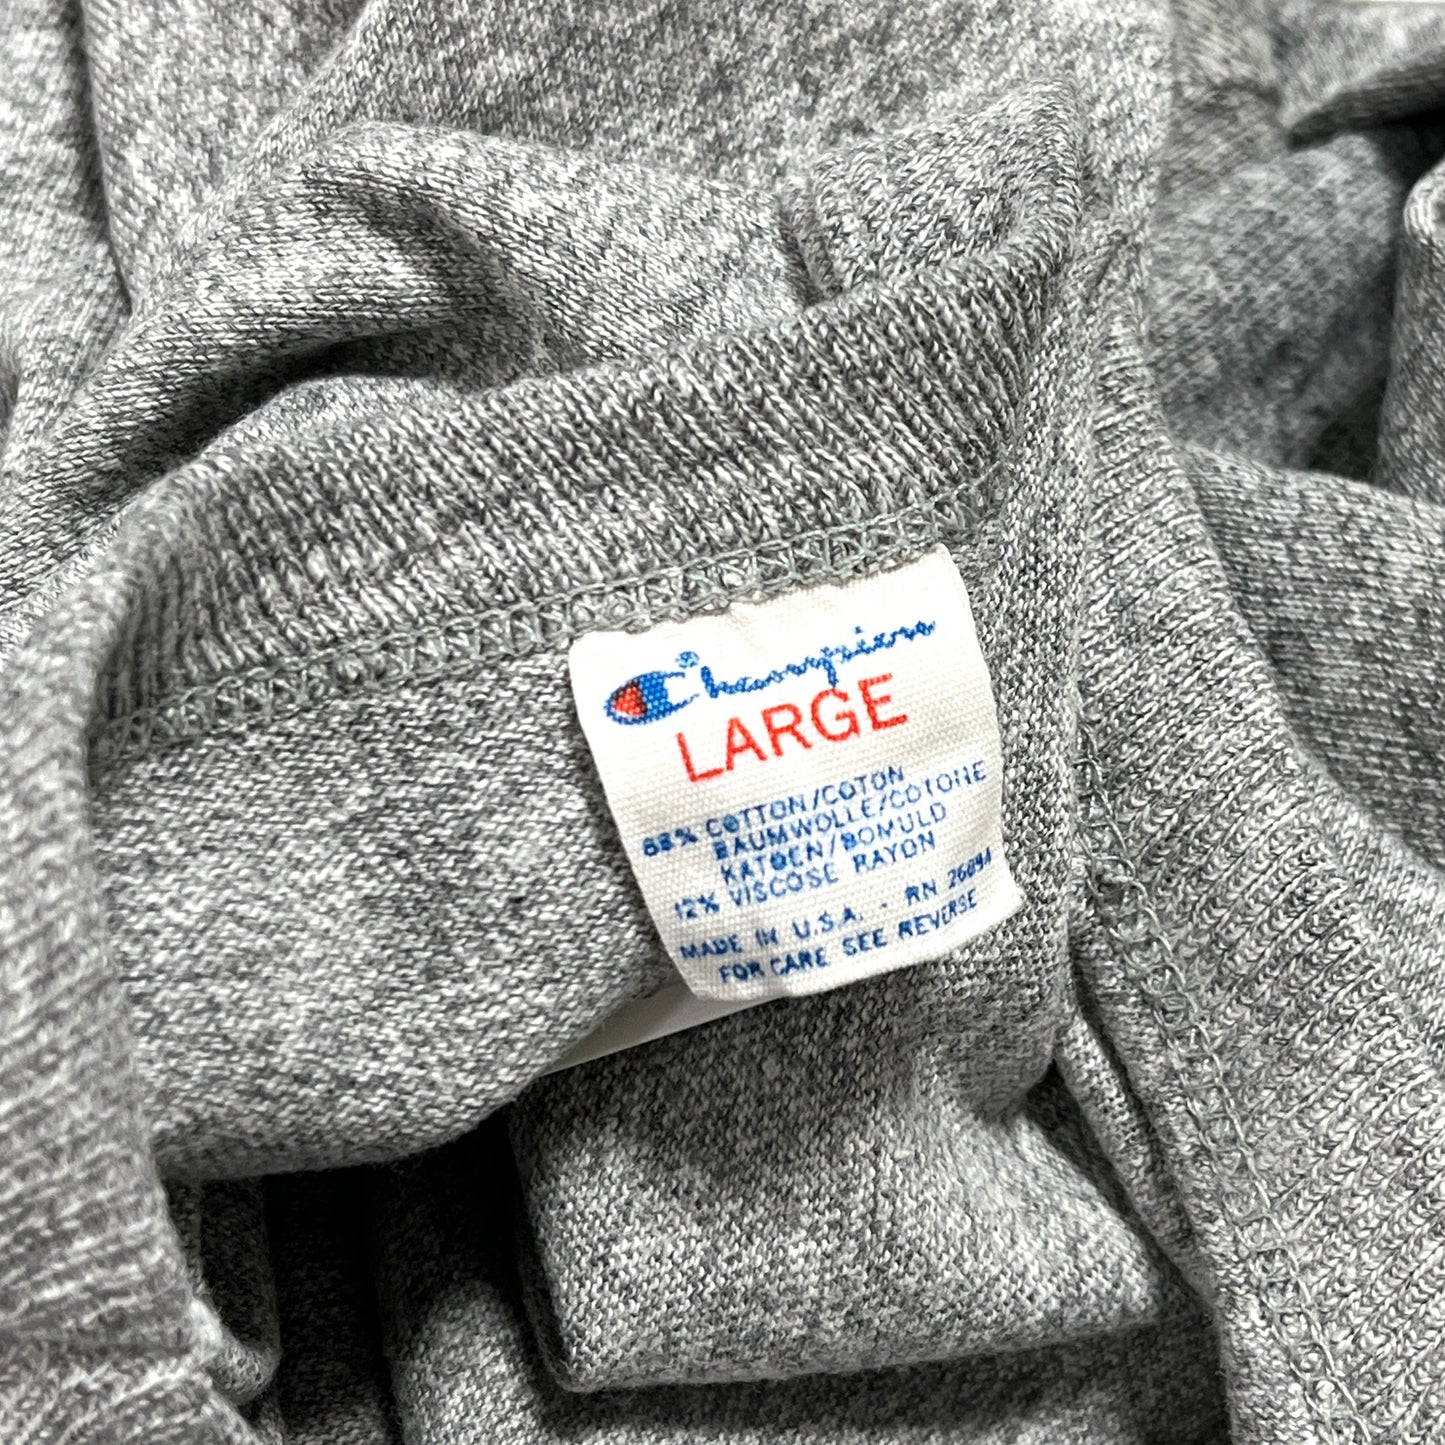 Champion®
LARGE
88% COTTON/COTON
BAUMWOLLE/COTONE
KATOEN/BOMULD
12% VISCOSE RAYON
MADE IN U.S.A. - RN 26094
FOR CARE SEE REVERSE